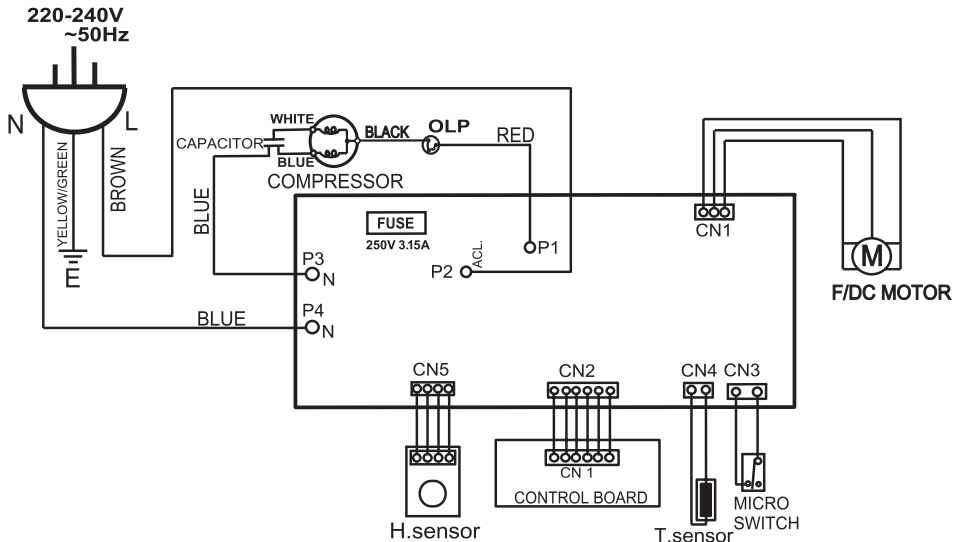 220-240V
~50Hz
N
L
YELLOW/GREEN
BROWN
E
CAPACITOR
WHITE
BLUE
COMPRESSOR
BLACK
OLP
RED
BLUE
BLUE
FUSE
250V 3.15A
P1
P2
ACL.
P3
N
P4
N
CN1
M
F/DC MOTOR
CN5
CN2
CN4
CN3
H.sensor
CN 1
CONTROL BOARD
T.sensor
MICRO
SWITCH